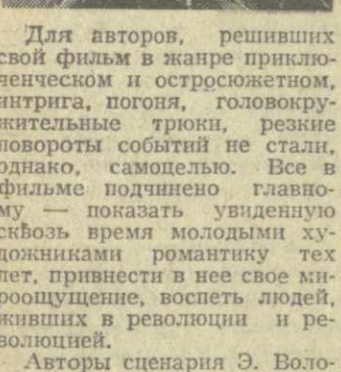 Для авторов, решивших
свой фильм в жанре приклю-
ченческом и остросюжетном,
интрига, погоня, головокру-
жительные трюки, резкие
повороты событий не стали,
однако, самоцелью. Все в
фильме подчинено главно-
му — показать увиденную
сквозь время молодыми ху-
дожниками романтику тех
лет, привнести в нее свое ми-
роощущение, воспеть людей,
живших в революции и ре-
волюцией.
Авторы сценария Э. Воло-